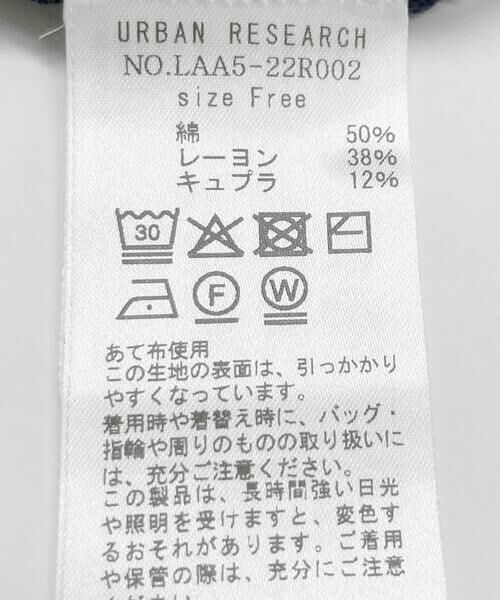 URBAN RESEARCH
NO.LAA5-22R002
size Free
綿 50%
レーヨン 38%
キュプラ 12%
30
F W
あて布使用
この生地の表面は、引っかかり
やすくなっています。
着用時や着替え時に、バッグ・
指輪や周りのものの取り扱いに
は、充分ご注意ください。
この製品は、長時間強い日光
や照明を受けますと、変色す
るおそれがあります。ご着用
や保管の際は、充分にご注意